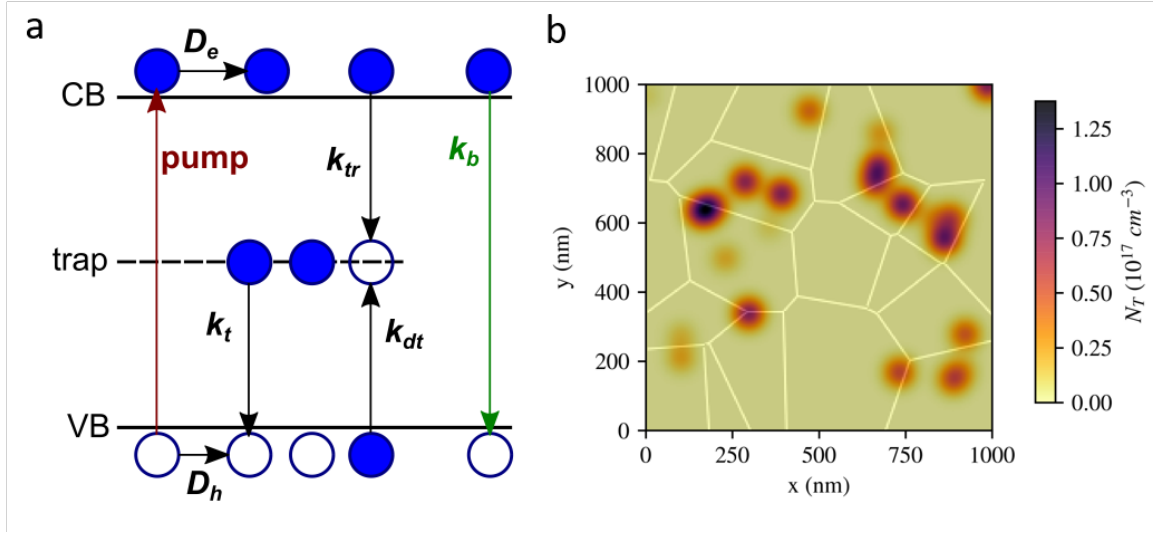 a
D_e
CB
pump
k_tr
k_b
trap
k_t
k_dt
VB
D_h
b
1000
800
600
400
200
0
y (nm)
0
250
500
750
1000
x (nm)
1.25
1.00
0.75
0.50
0.25
0.00
N_T (10^17 cm^−3)